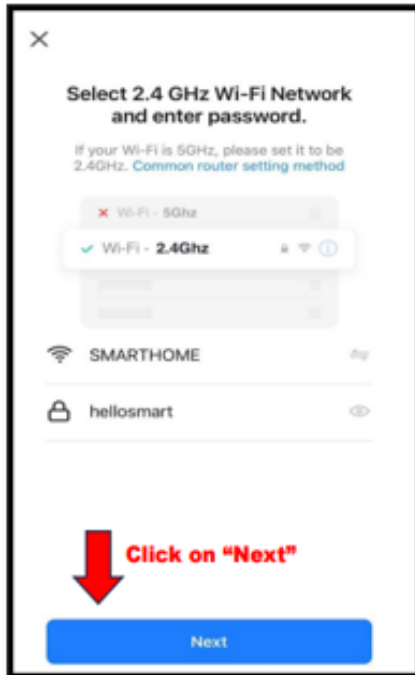 Select 2.4 GHz Wi-Fi Network
and enter password.
If your Wi-Fi is 5GHz, please set it to be
2.4GHz. Common router setting method
Wi-Fi - 5Ghz
Wi-Fi - 2.4Ghz
SMARTHOME
hellosmart
Click on “Next”
Next